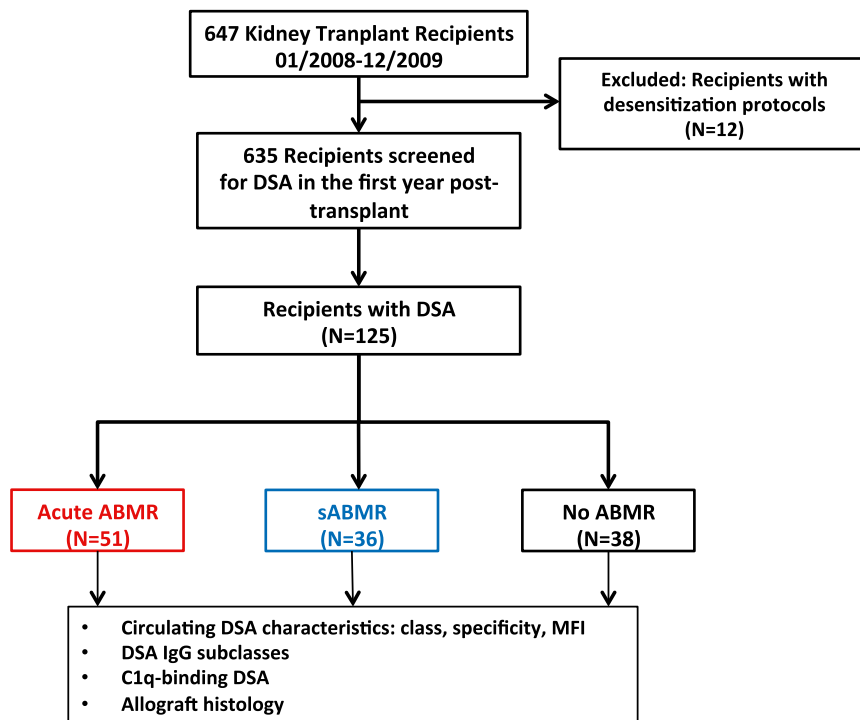 647 Kidney Tranplant Recipients
01/2008-12/2009
Excluded: Recipients with
desensitization protocols
(N=12)
635 Recipients screened
for DSA in the first year post-
transplant
Recipients with DSA
(N=125)
Acute ABMR
(N=51)
sABMR
(N=36)
No ABMR
(N=38)
• Circulating DSA characteristics: class, specificity, MFI
• DSA IgG subclasses
• C1q-binding DSA
• Allograft histology